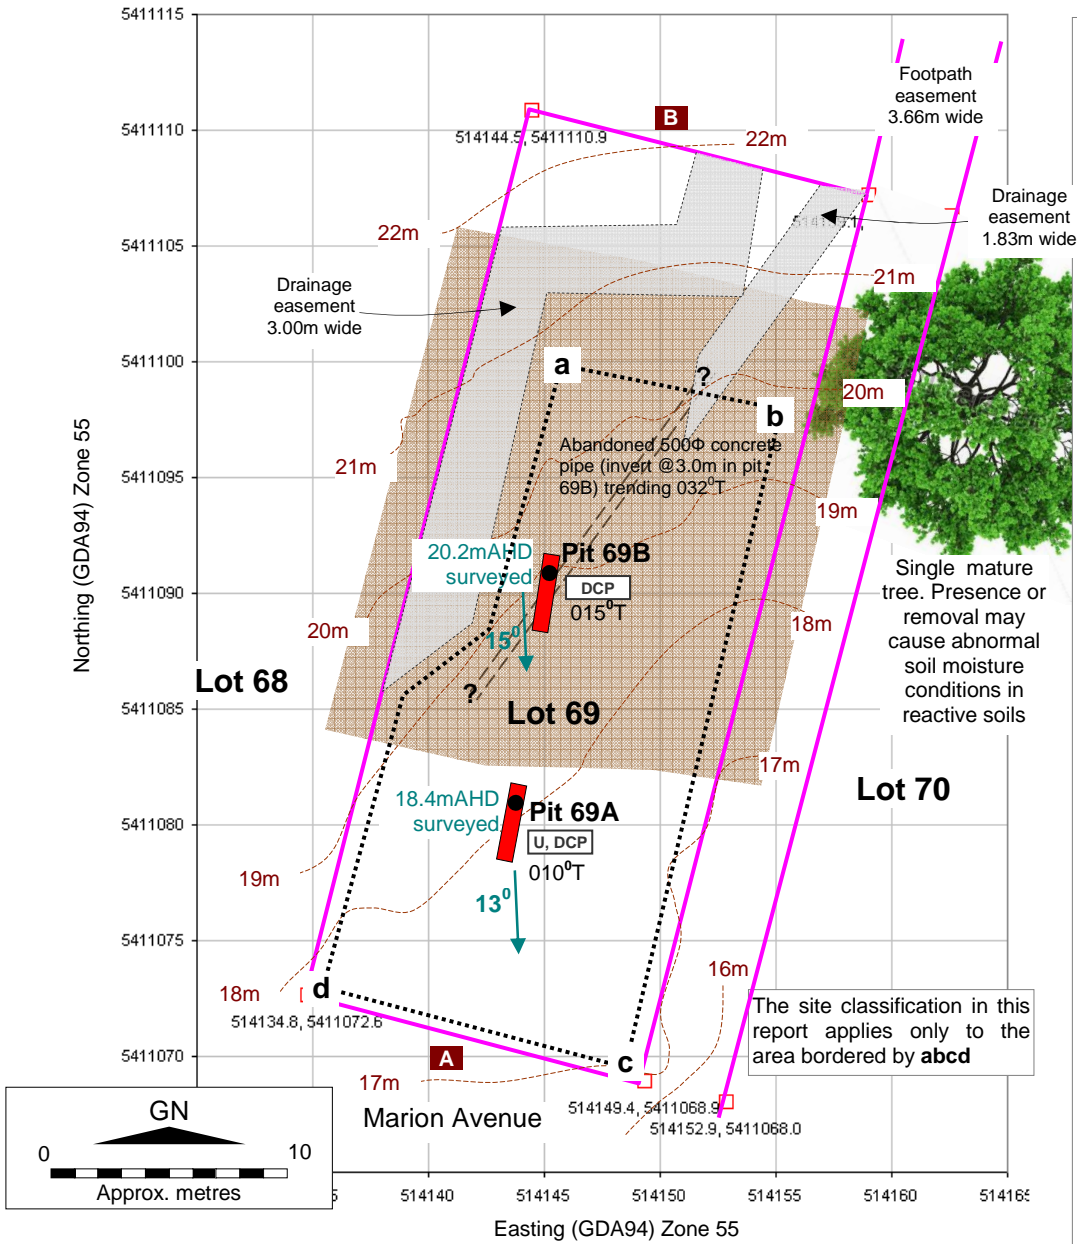 5411115
5411110
5411105
5411100
5411095
5411090
5411085
5411080
5411075
5411070
Northing (GDA94) Zone 55
Footpath
easement
3.66m wide
B
514144.5, 5411110.9
22m
22m
Drainage
easement
1.83m wide
21m
Drainage
easement
3.00m wide
a
?
20m
b
Abandoned 500Φ concrete
pipe (invert @3.0m in pit
69B) trending 032⁰T
21m
19m
20.2mAHD
surveyed
Pit 69B
DCP
015⁰T
Single mature
tree. Presence or
removal may
cause abnormal
soil moisture
conditions in
reactive soils
20m
15⁰
18m
Lot 68
?
Lot 69
17m
Lot 70
18.4mAHD
surveyed
Pit 69A
U, DCP
010⁰T
19m
13⁰
16m
18m
d
514134.8, 5411072.6
The site classification in this
report applies only to the
area bordered by abcd
A
c
17m
514149.4, 5411068.9
Marion Avenue
514152.9, 5411068.0
GN
0 10
Approx. metres
514140 514145 514150 514155 514160 514165
Easting (GDA94) Zone 55